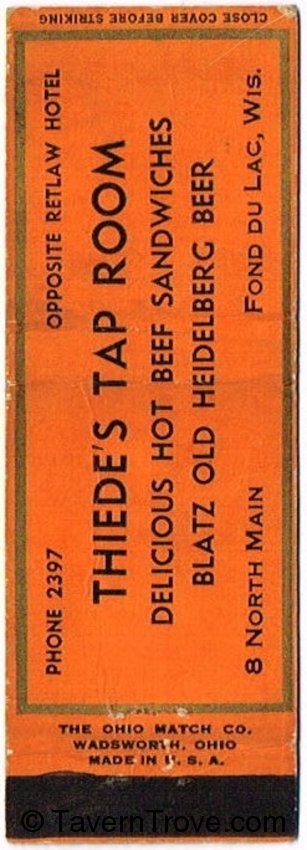 CLOSE COVER BEFORE STRIKING
PHONE 2397 OPPOSITE RETLAW HOTEL
THIEDE'S TAP ROOM
DELICIOUS HOT BEEF SANDWICHES
BLATZ OLD HEIDELBERG BEER
8 NORTH MAIN FOND DU LAC, WIS.
THE OHIO MATCH CO.
WADSWORTH, OHIO
MADE IN U. S. A.
© TavernTrove.com